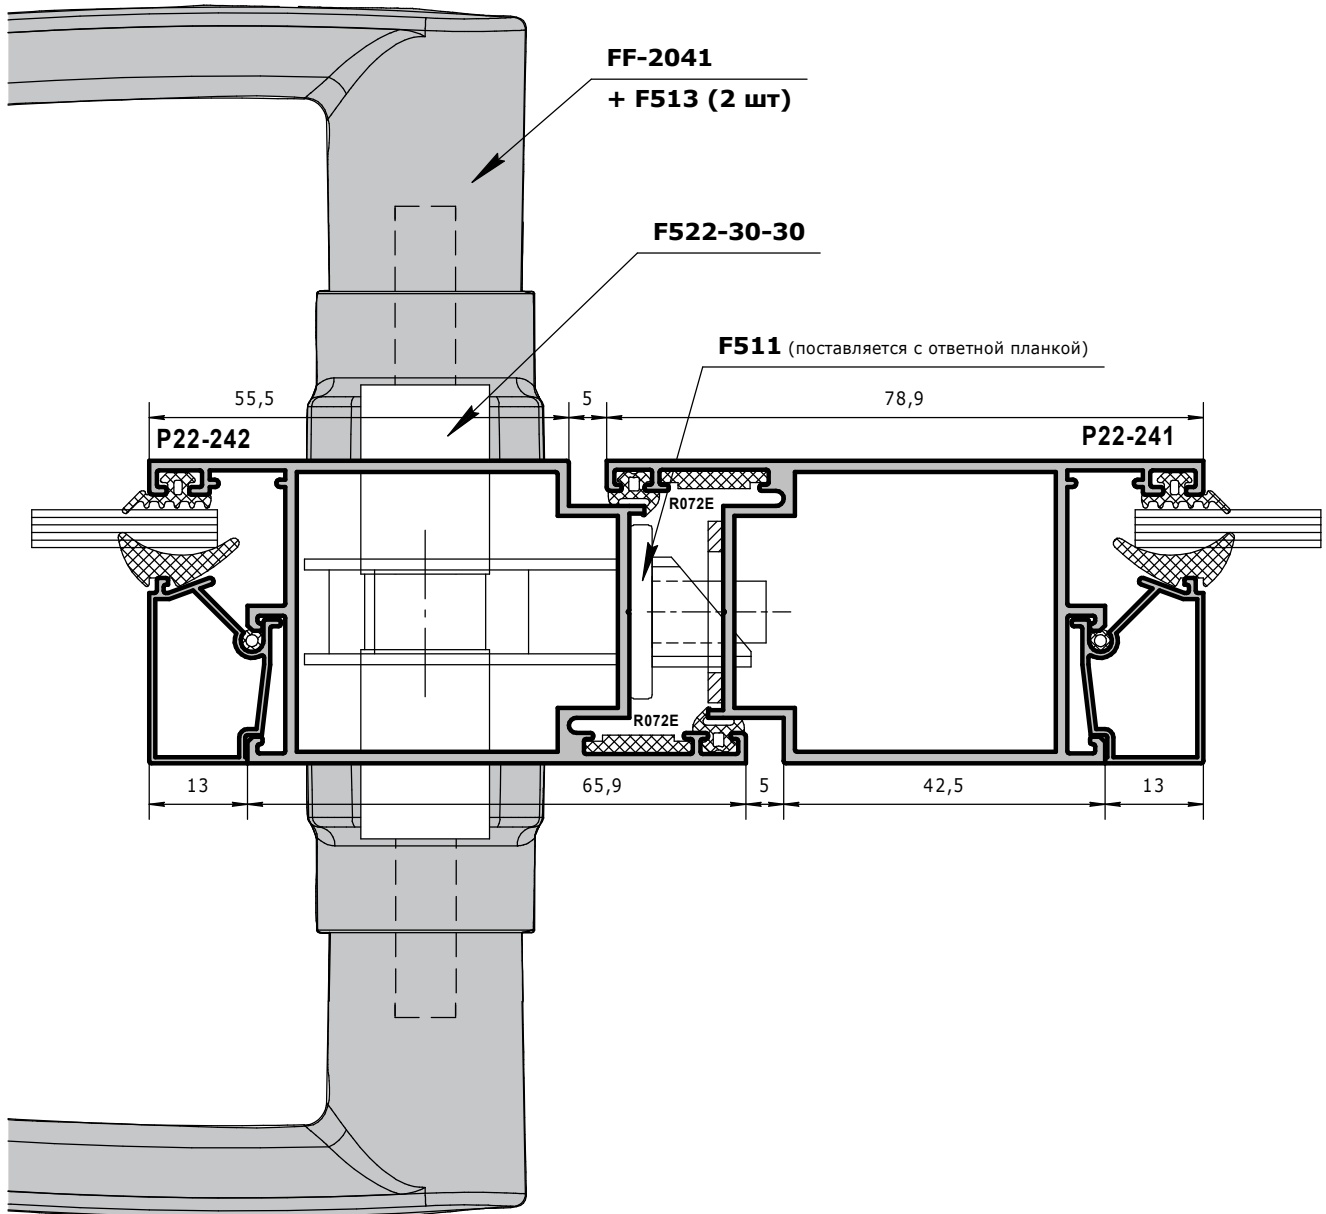 FF-2041
+ F513 (2 шт)
F522-30-30
F511 (поставляется с ответной планкой)
55,5
5
78,9
P22-242
P22-241
R072E
R072E
13
65,9
5
42,5
13